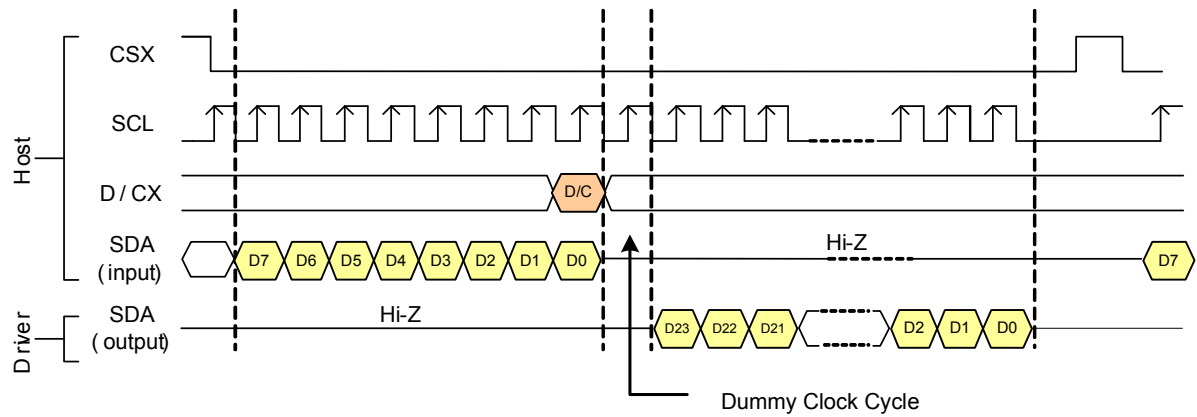 Host
CSX
SCL
D / CX
D/C
SDA
( input)
D7 D6 D5 D4 D3 D2 D1 D0
Hi-Z
D7
Driver
SDA
( output)
Hi-Z
D23 D22 D21
D2 D1 D0
Dummy Clock Cycle